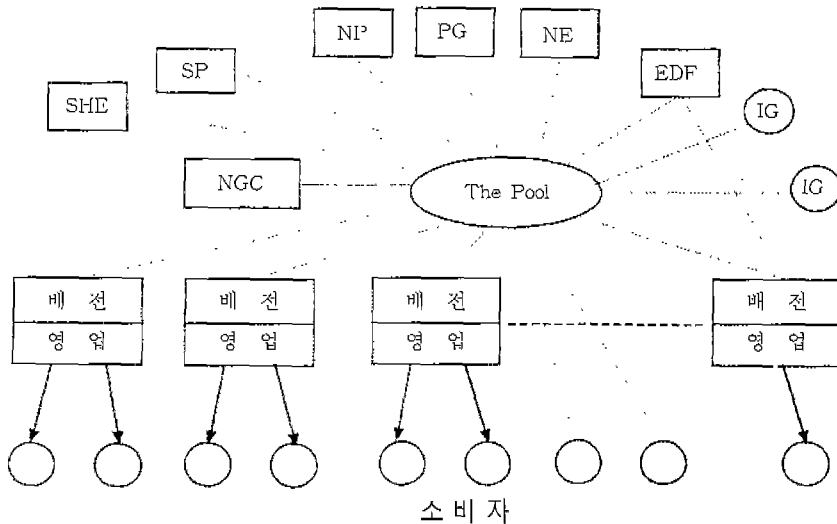 NP PG NE
SP EDF
SHE IG
NGC The Pool IG
배 전 배 전 배 전 배 전
영 업 영 업 영 업 영 업
소 비 자